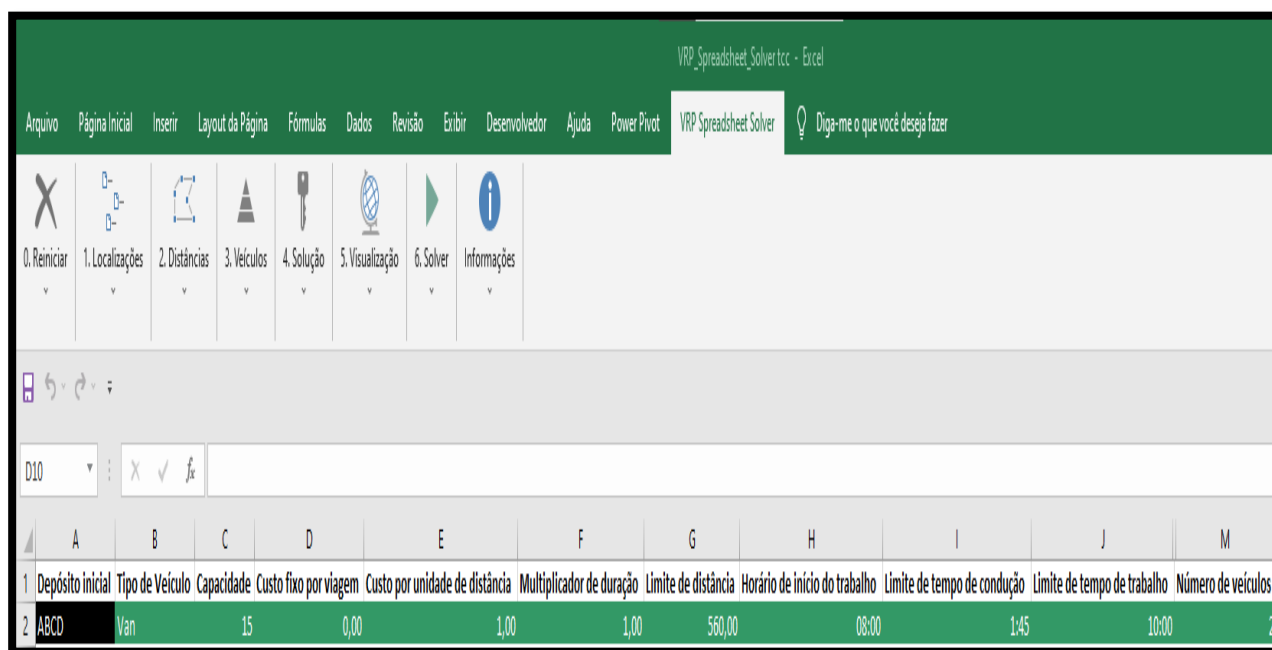 VRP_Spreadsheet_Solver tcc - Excel
Arquivo Página Inicial Inserir Layout da Página Fórmulas Dados Revisão Exibir Desenvolvedor Ajuda Power Pivot VRP Spreadsheet Solver Diga-me o que você deseja fazer
0. Reiniciar 1. Localizações 2. Distâncias 3. Veículos 4. Solução 5. Visualização 6. Solver Informações
D10 fx
A B C D E F G H I J M
1 Depósito inicial Tipo de Veículo Capacidade Custo fixo por viagem Custo por unidade de distância Multiplicador de duração Limite de distância Horário de início do trabalho Limite de tempo de condução Limite de tempo de trabalho Número de veículos
2 ABCD Van 15 0,00 1,00 1,00 560,00 08:00 1:45 10:00